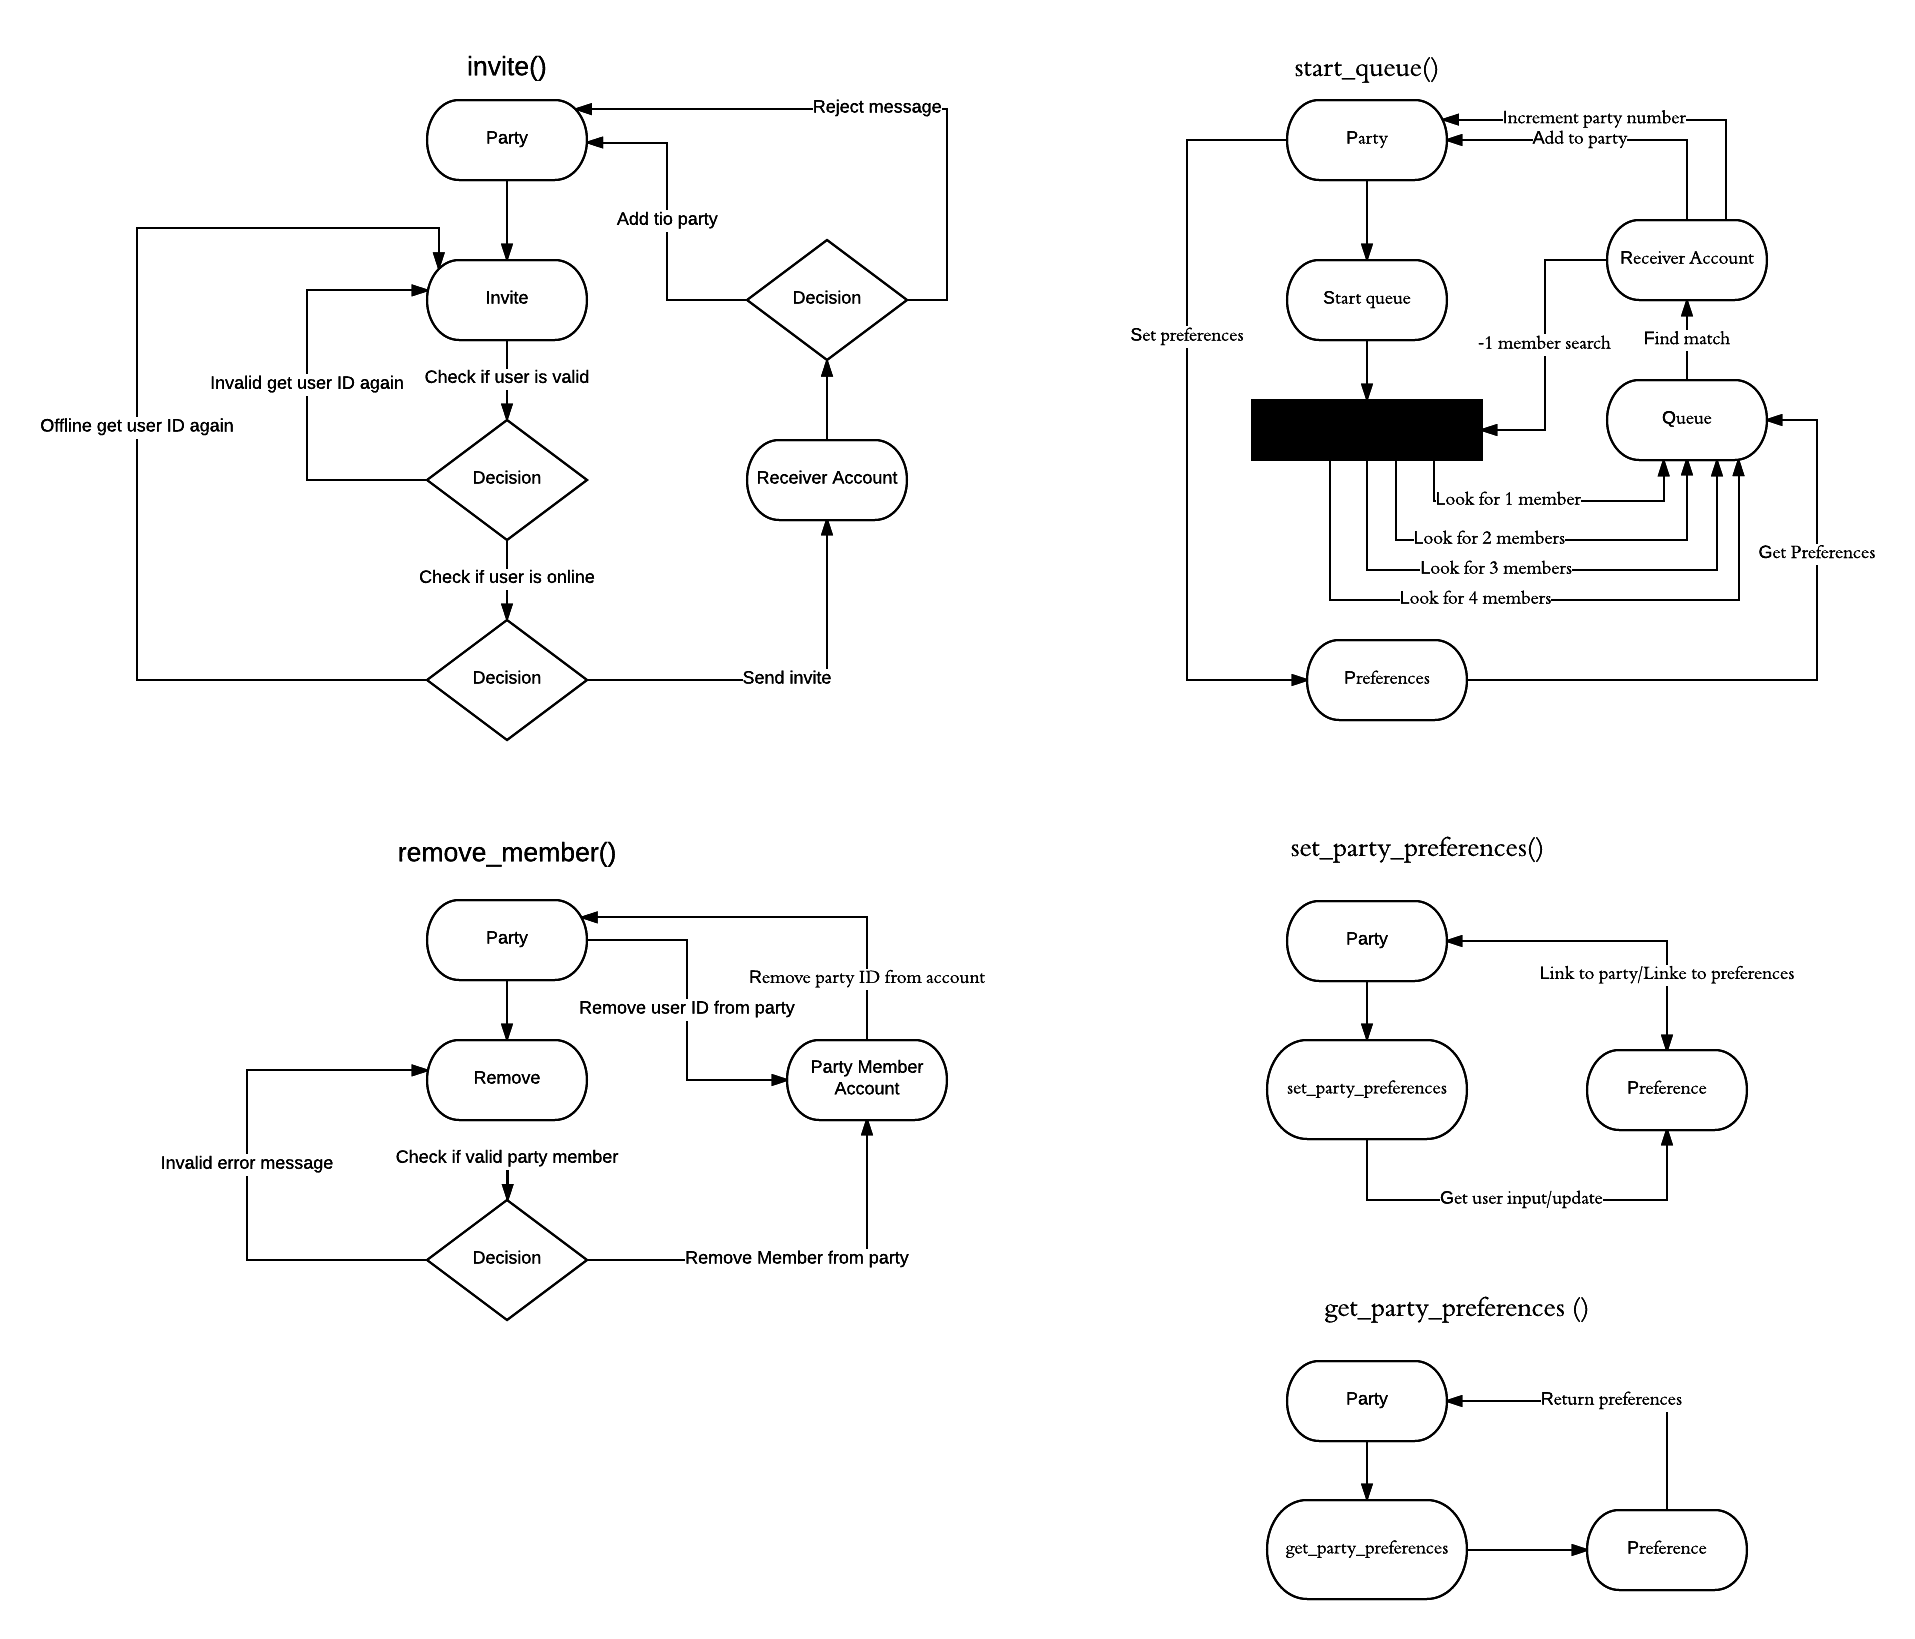 invite()
Party
Reject message
Add tio party
Invite
Decision
Invalid get user ID again
Check if user is valid
Offline get user ID again
Decision
Receiver Account
Check if user is online
Decision
Send invite
start_queue()
Increment party number
Party
Add to party
Receiver Account
Start queue
Set preferences
-1 member search
Find match
Queue
Look for 1 member
Look for 2 members
Get Preferences
Look for 3 members
Look for 4 members
Preferences
remove_member()
Party
Remove party ID from account
Remove user ID from party
Remove
Party Member
Account
Invalid error message
Check if valid party member
Decision
Remove Member from party
set_party_preferences()
Party
Link to party/Linke to preferences
set_party_preferences
Preference
Get user input/update
get_party_preferences ()
Party
Return preferences
get_party_preferences
Preference